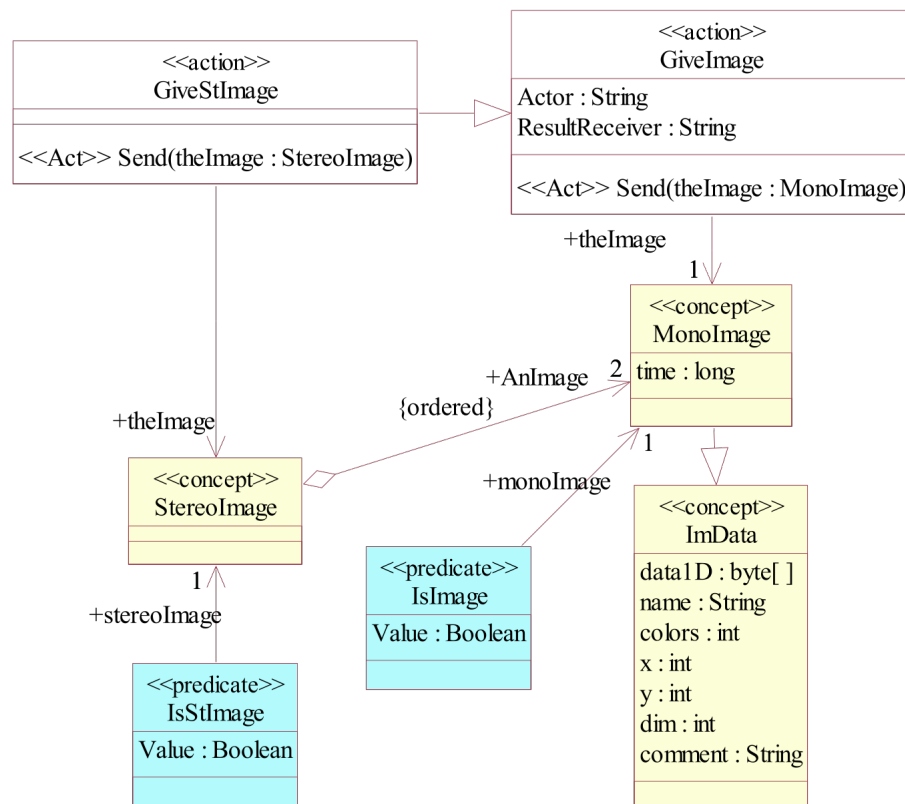 <<action>>
GiveStImage
<<Act>> Send(theImage : StereoImage)
<<action>>
GiveImage
Actor : String
ResultReceiver : String
<<Act>> Send(theImage : MonoImage)
+theImage
1
<<concept>>
MonoImage
time : long
2
+AnImage
{ordered}
+theImage
<<concept>>
StereoImage
1
+monoImage
1
+stereoImage
<<predicate>>
IsImage
Value : Boolean
<<concept>>
ImData
data1D : byte[ ]
name : String
colors : int
x : int
y : int
dim : int
comment : String
<<predicate>>
IsStImage
Value : Boolean